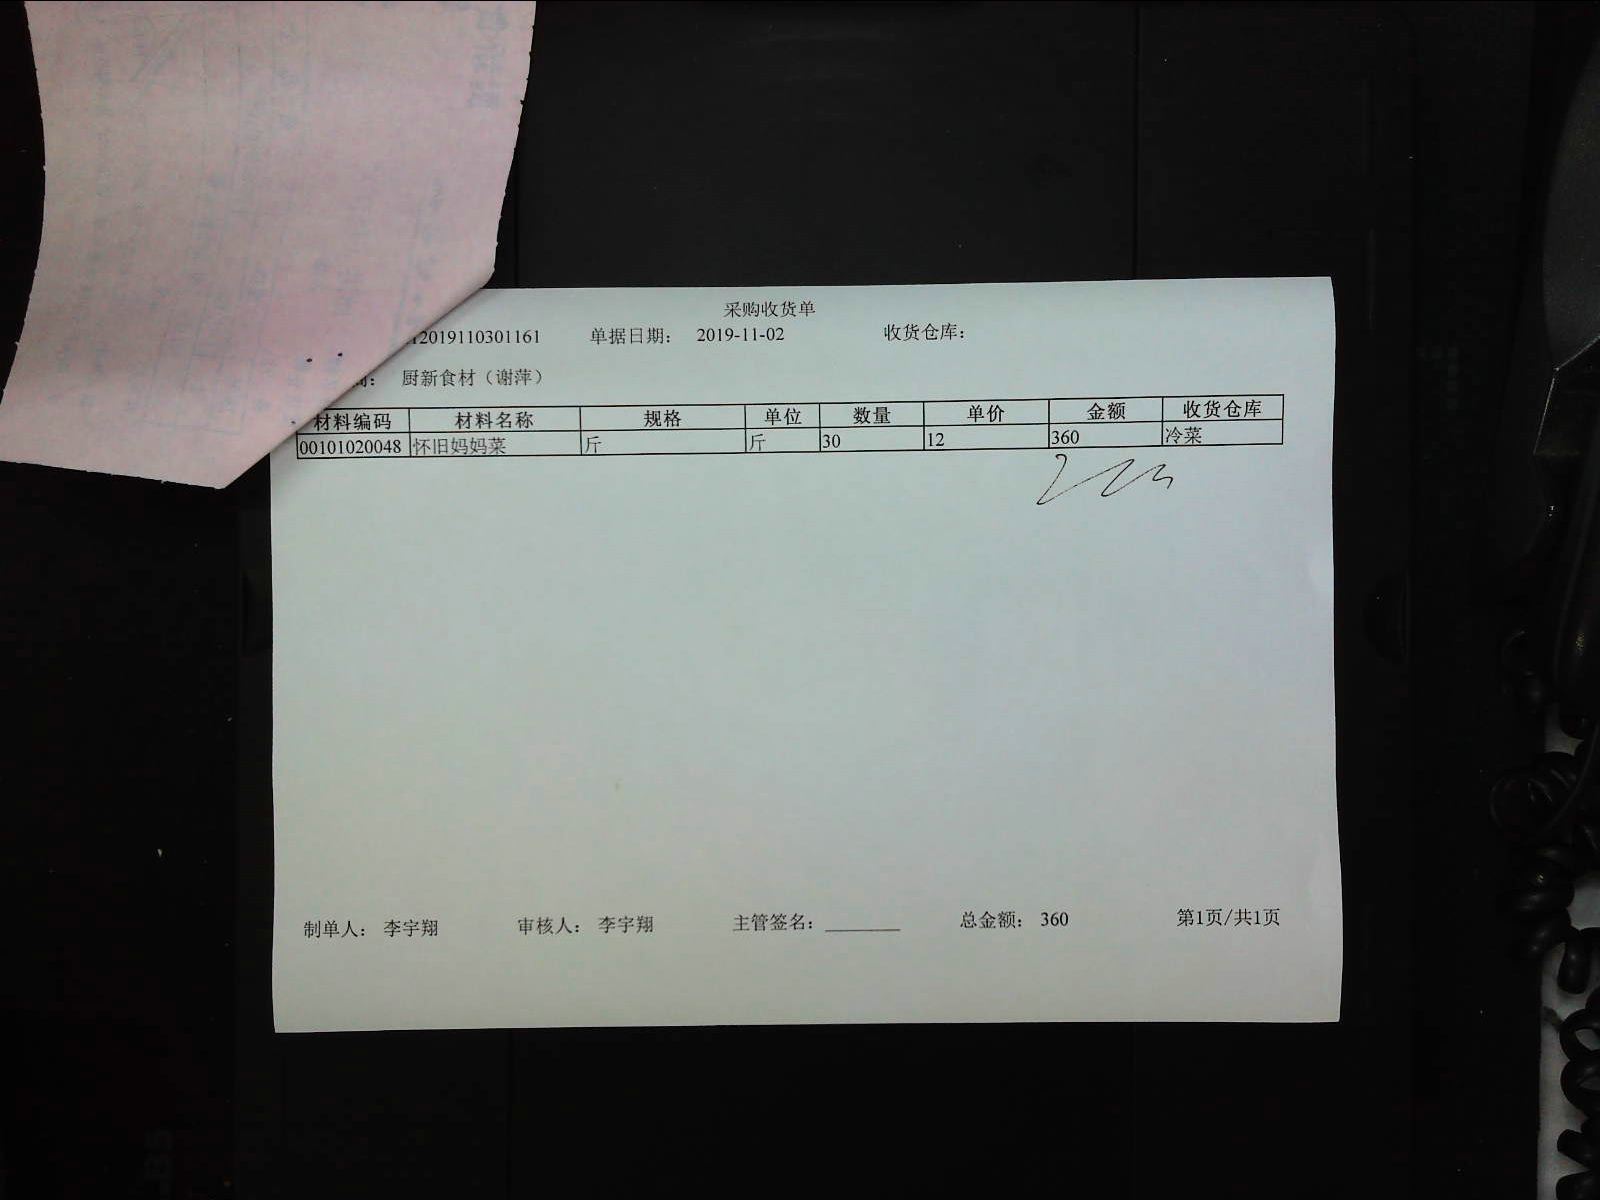 采购收货单
12019110301161 单据日期： 2019-11-02 收货仓库：
厨新食材（谢萍）
材料编码 材料名称 规格 单位 数量 单价 金额 收货仓库
00101020048 怀旧妈妈菜 斤 斤 30 12 360 冷菜
制单人： 李宇翔 审核人： 李宇翔 主管签名： 总金额： 360 第1页/共1页